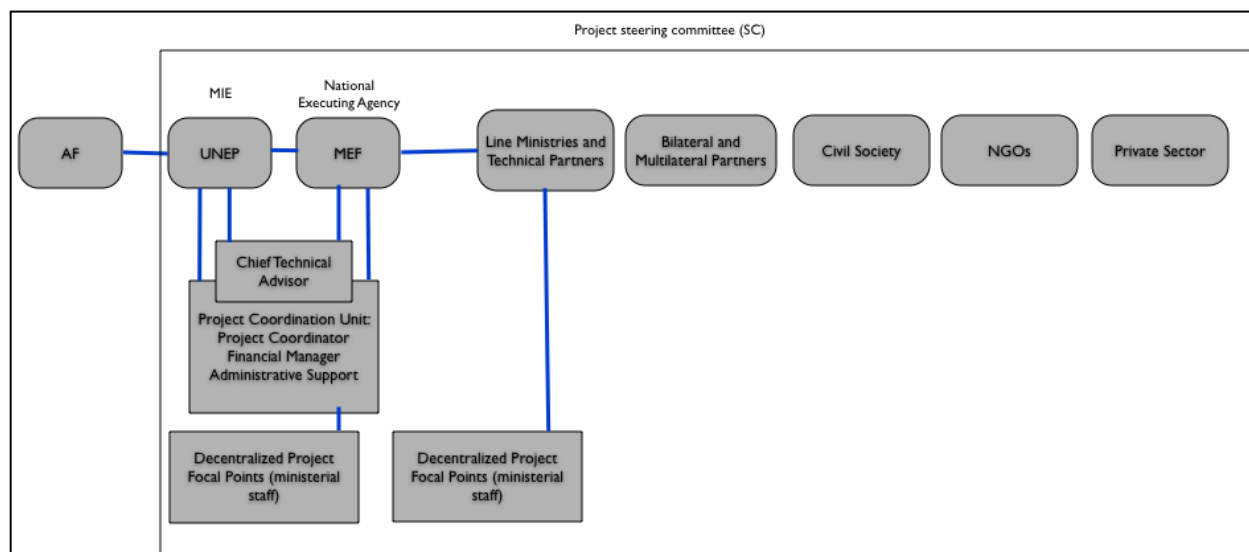 Project steering committee (SC)
MIE
National
Executing Agency
AF
UNEP
MEF
Line Ministries and
Technical Partners
Bilateral and
Multilateral Partners
Civil Society
NGOs
Private Sector
Chief Technical
Advisor
Project Coordination Unit:
Project Coordinator
Financial Manager
Administrative Support
Decentralized Project
Focal Points (ministerial
staff)
Decentralized Project
Focal Points (ministerial
staff)